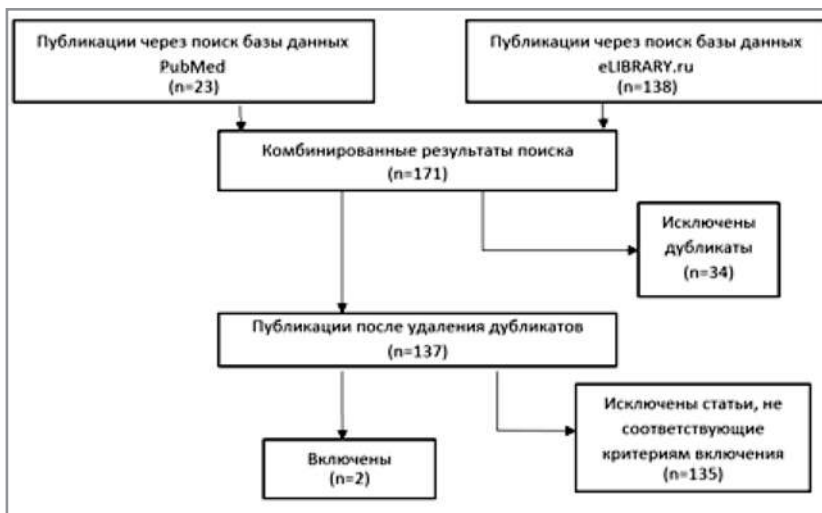 Публикации через поиск базы данных
PubMed
(n=23)
Публикации через поиск базы данных
eLIBRARY.ru
(n=138)
Комбинированные результаты поиска
(n=171)
Исключены
дубликаты
(n=34)
Публикации после удаления дубликатов
(n=137)
Исключены статьи, не
соответствующие
критериям включения
(n=135)
Включены
(n=2)